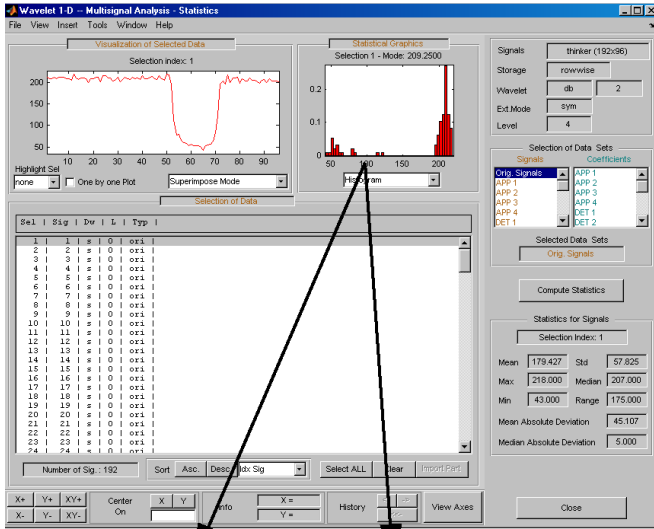 Wavelet 1-D -- Multisignal Analysis - Statistics
File View Insert Tools Window Help
Visualization of Selected Data
Selection index: 1
200
150
100
50
10 20 30 40 50 60 70 80 90
Highlight Sel
none
One by one Plot
Superimpose Mode
Statistical Graphics
Selection 1 - Mode: 209.2500
0.2
0.1
0
50 100 150 200
Histogram
Selection of Data
Sel | Sig | Dw | L | Typ |
1 | 1 | s | 0 | ori |
2 | 2 | s | 0 | ori |
3 | 3 | s | 0 | ori |
4 | 4 | s | 0 | ori |
5 | 5 | s | 0 | ori |
6 | 6 | s | 0 | ori |
7 | 7 | s | 0 | ori |
8 | 8 | s | 0 | ori |
9 | 9 | s | 0 | ori |
10 | 10 | s | 0 | ori |
11 | 11 | s | 0 | ori |
12 | 12 | s | 0 | ori |
13 | 13 | s | 0 | ori |
14 | 14 | s | 0 | ori |
15 | 15 | s | 0 | ori |
16 | 16 | s | 0 | ori |
17 | 17 | s | 0 | ori |
18 | 18 | s | 0 | ori |
19 | 19 | s | 0 | ori |
20 | 20 | s | 0 | ori |
21 | 21 | s | 0 | ori |
22 | 22 | s | 0 | ori |
23 | 23 | s | 0 | ori |
24 | 24 | s | 0 | ori |
Number of Sig.: 192
Sort Asc. Desc. Idx Sig
Select ALL Clear Import Part.
Signals thinker (192x96)
Storage rowwise
Wavelet db 2
Ext.Mode sym
Level 4
Selection of Data Sets
Signals Coefficients
Orig. Signals APP 1
APP 1 APP 2
APP 2 APP 3
APP 3 APP 4
APP 4 DET 1
DET 1 DET 2
Selected Data Sets
Orig. Signals
Compute Statistics
Statistics for Signals
Selection Index: 1
Mean 179.427 Std 57.825
Max 218.000 Median 207.000
Min 43.000 Range 175.000
Mean Absolute Deviation 45.107
Median Absolute Deviation 5.000
X+ Y+ XY+
X- Y- XY-
Center
On
X Y
Info
X =
Y =
History
View Axes
Close